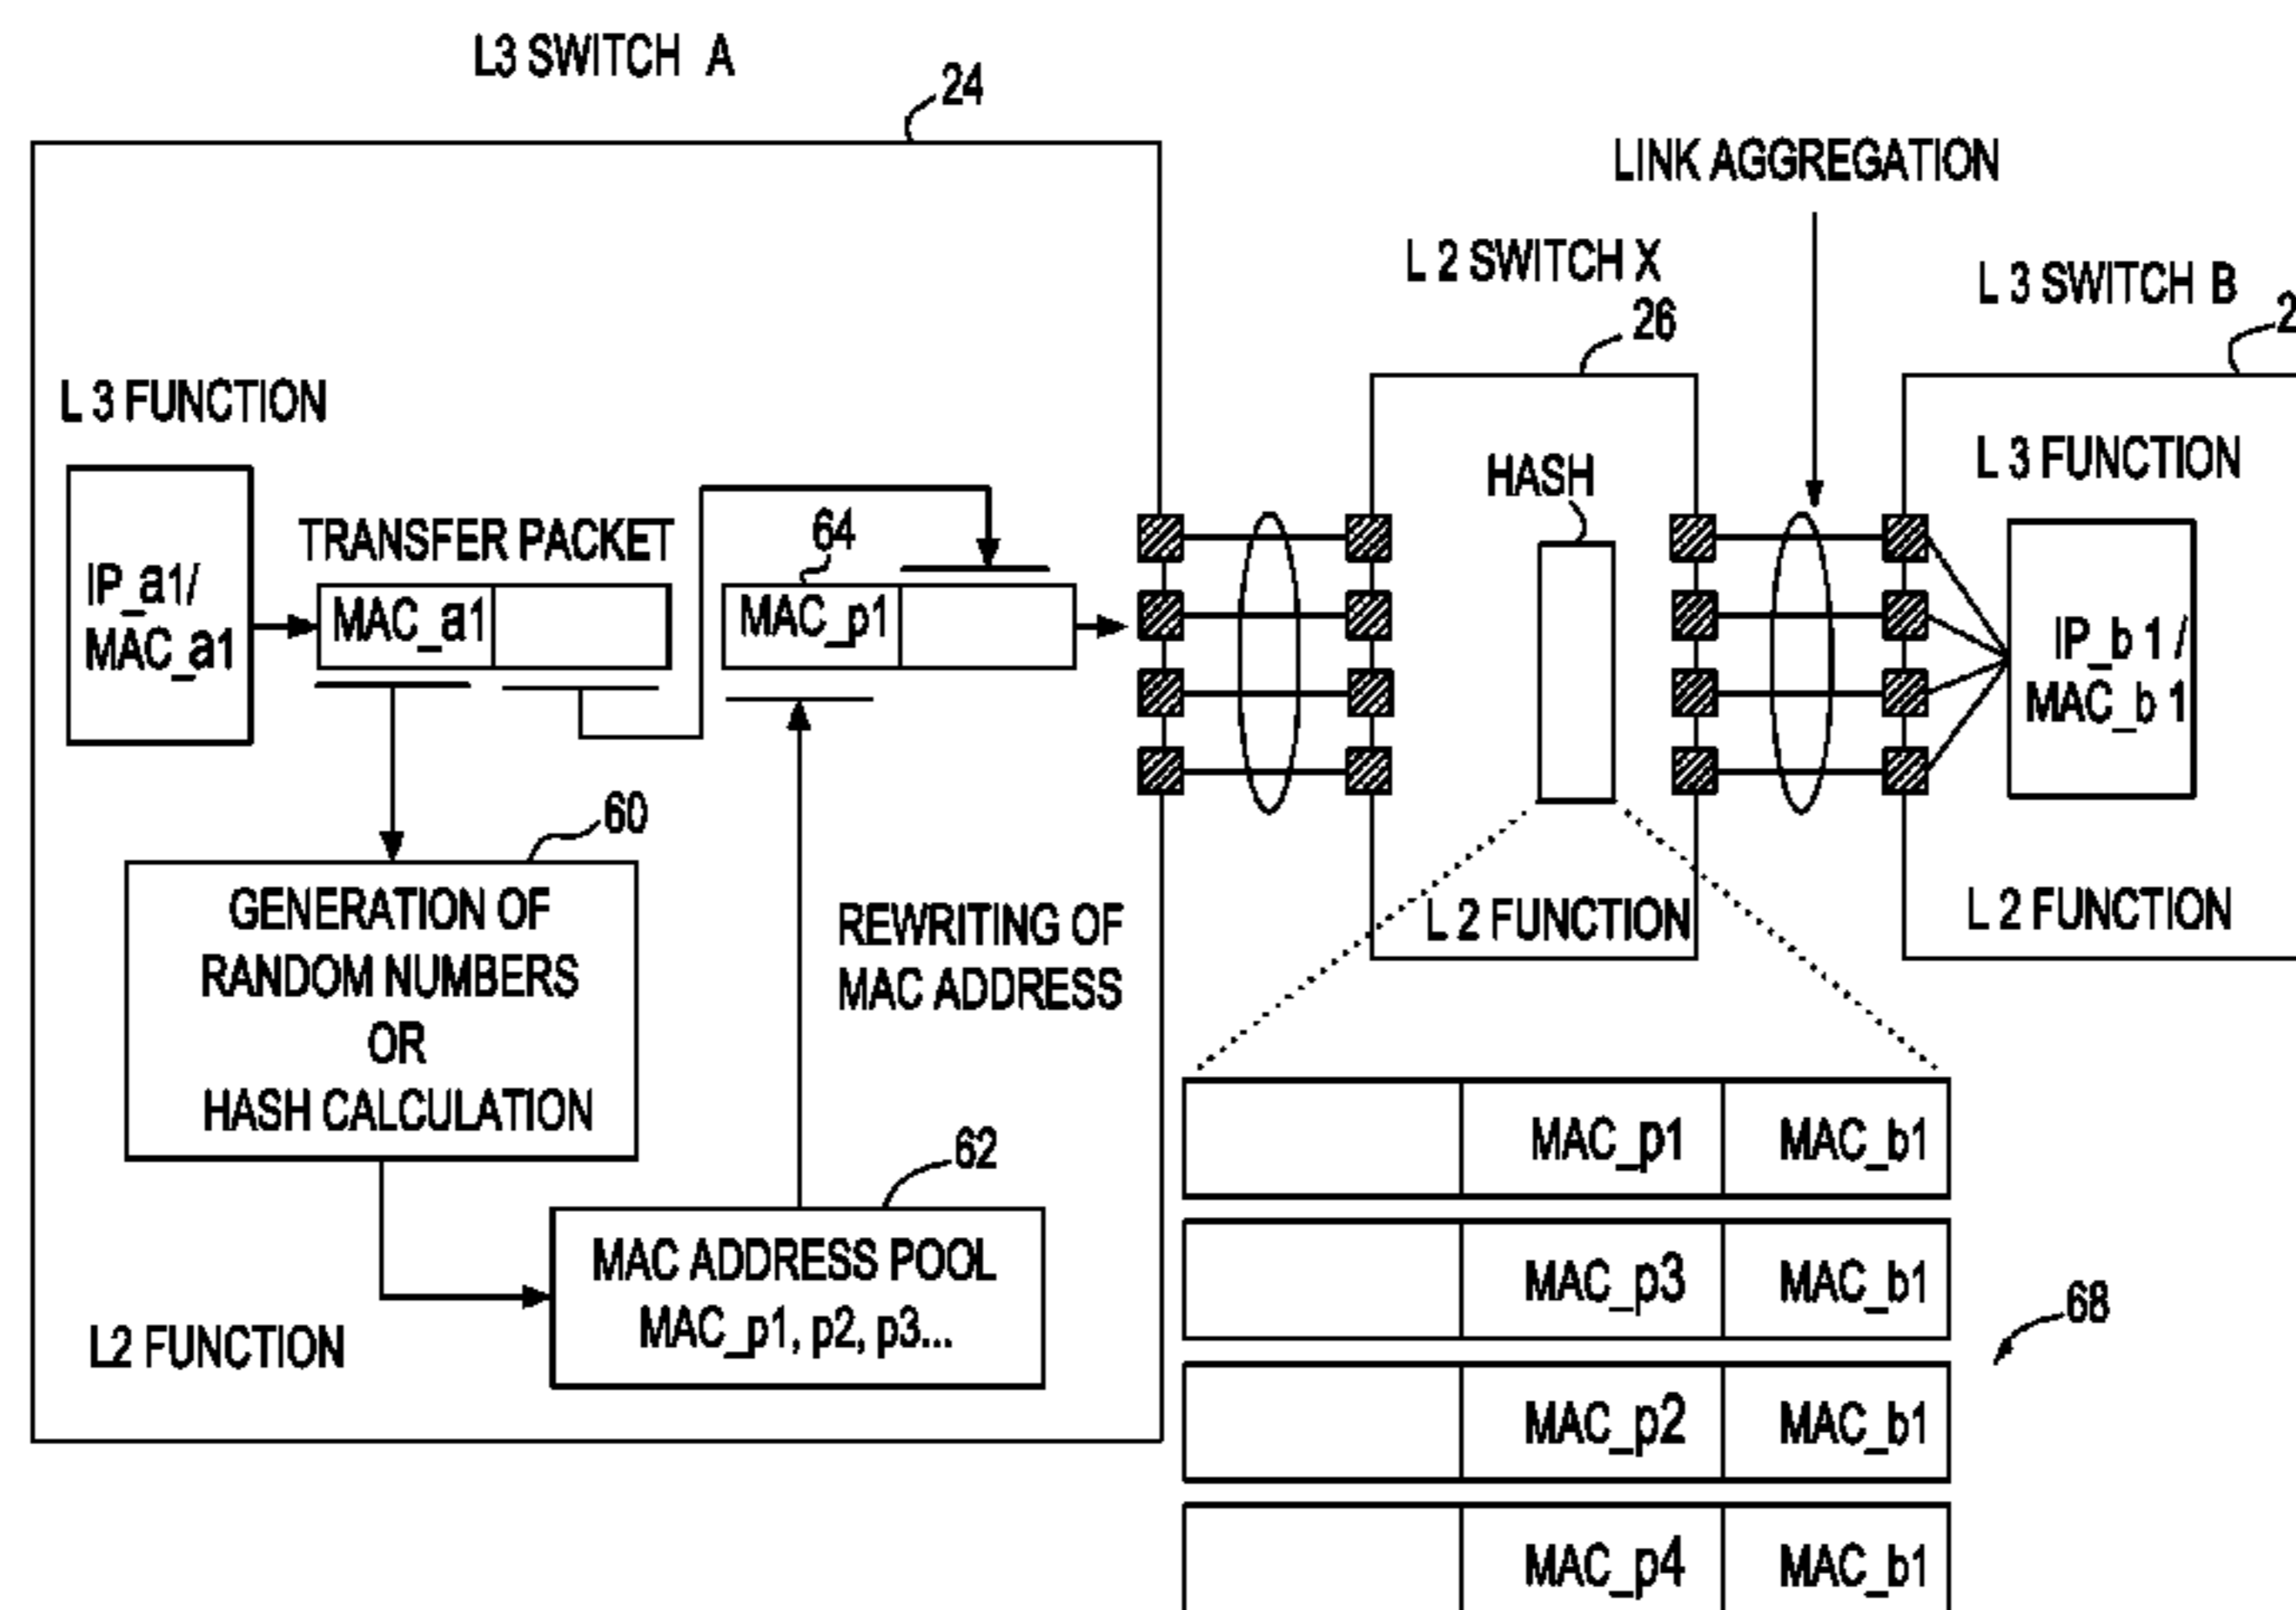 L3 SWITCH A
24
LINK AGGREGATION
L 2 SWITCH X
26
L 3 SWITCH B
L 3 FUNCTION
IP_a1/
MAC_a1
TRANSFER PACKET
MAC_a1
64
MAC_p1
HASH
L 3 FUNCTION
IP_b 1 /
MAC_b 1
60
GENERATION OF
RANDOM NUMBERS
OR
HASH CALCULATION
REWRITING OF
MAC ADDRESS
L 2 FUNCTION
L 2 FUNCTION
62
MAC ADDRESS POOL
MAC_p1, p2, p3...
L2 FUNCTION
MAC_p1 MAC_b1
MAC_p3 MAC_b1
68
MAC_p2 MAC_b1
MAC_p4 MAC_b1